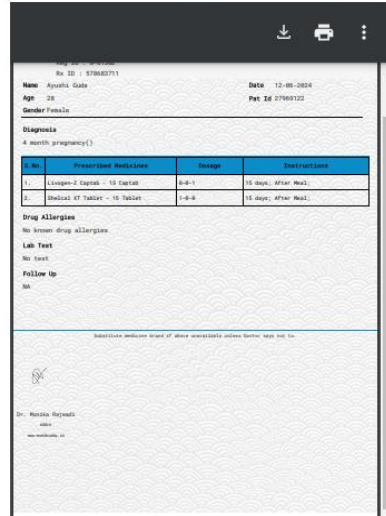 Rx ID : 578683711
Name Ayushi Gude Date 12-06-2024
Age 28 Pat Id 27969122
Gender Female
Diagnosis
4 month pregnancy()
S.No. Prescribed Medicines Dosage Instructions
1. Livogen-Z Captab - 15 Captab 0-0-1 15 days; After Meal;
2. Shelcal XT Tablet - 15 Tablet 1-0-0 15 days; After Meal;
Drug Allergies
No known drug allergies
Lab Test
No test
Follow Up
NA
Substitute medicine brand if above unavailable unless Doctor says not to.
Dr. Monika